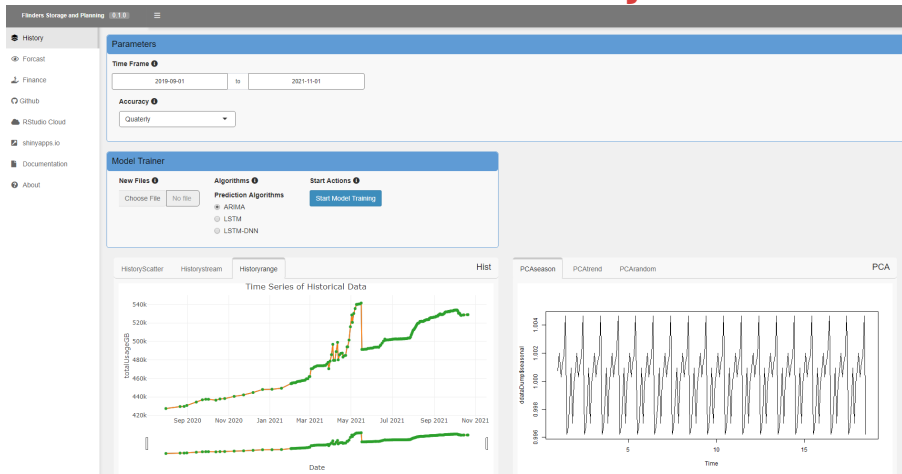 Flinders Storage and Planning 0.1.0
History
Forcast
Finance
Github
RStudio Cloud
shinyapps.io
Documentation
About
Parameters
Time Frame
2019-09-01 to 2021-11-01
Accuracy
Quaterly
Model Trainer
New Files Algorithms Start Actions
Choose File No file Prediction Algorithms Start Model Training
ARIMA
LSTM
LSTM-DNN
HistoryScatter Historystream Historyrange Hist
Time Series of Historical Data
totalUsageGB
540k
520k
500k
480k
460k
440k
420k
Sep 2020 Nov 2020 Jan 2021 Mar 2021 May 2021 Jul 2021 Sep 2021 Nov 2021
Date
PCAseason PCAtrend PCArandom PCA
ddataDump$seasonal
1.004
1.002
1.000
0.998
0.996
5 10 15
Time